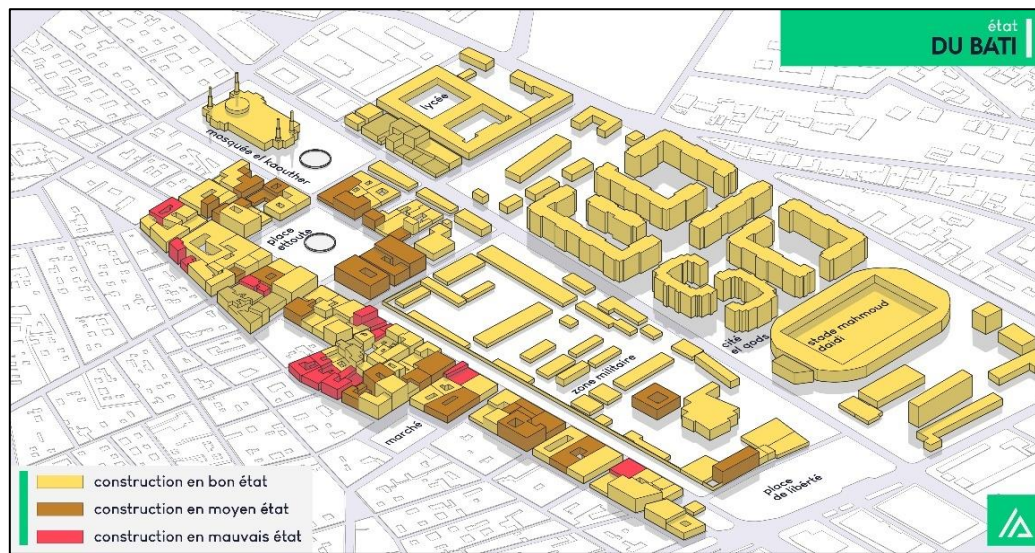 état
DU BATI
lycée
mosquée el kaouther
place
ettoute
stade mahmoud
daidi
cité
el qods
zone militaire
marché
place
de liberté
construction en bon état
construction en moyen état
construction en mauvais état